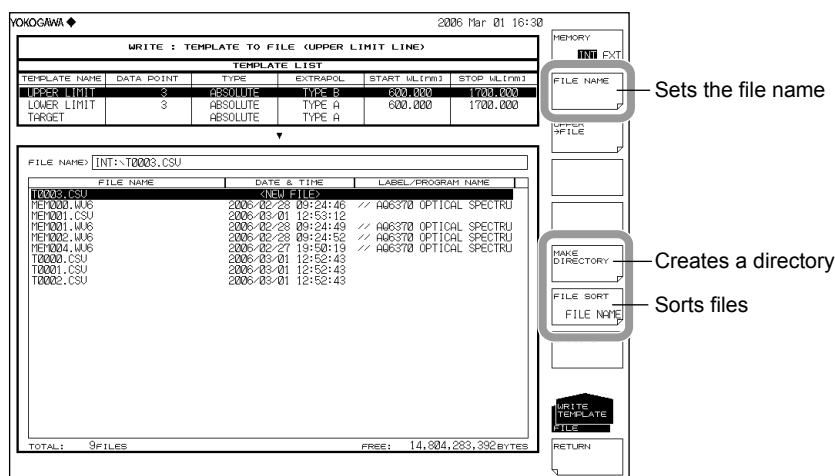 YOKOGAWA ◆ 2006 Mar 01 16:30
WRITE : TEMPLATE TO FILE (UPPER LIMIT LINE)
TEMPLATE LIST
TEMPLATE NAME DATA POINT TYPE EXTRAPOL START WL[nm] STOP WL[nm]
UPPER LIMIT 3 ABSOLUTE TYPE B 600.000 1700.000
LOWER LIMIT 3 ABSOLUTE TYPE A 600.000 1700.000
TARGET ABSOLUTE TYPE A
▼
FILE NAME> INT:\T0003.CSV
FILE NAME DATE & TIME LABEL/PROGRAM NAME
T0003.CSV <NEW FILE>
MEM000.WV6 2006/02/28 09:24:46 // AQ6370 OPTICAL SPECTRU
MEM001.CSV 2006/03/01 12:53:12
MEM001.WV6 2006/02/28 09:24:49 // AQ6370 OPTICAL SPECTRU
MEM002.WV6 2006/02/28 09:24:52 // AQ6370 OPTICAL SPECTRU
MEM004.WV6 2006/02/27 19:50:19 // AQ6370 OPTICAL SPECTRU
T0000.CSV 2006/03/01 12:52:43
T0001.CSV 2006/03/01 12:52:43
T0002.CSV 2006/03/01 12:52:43
TOTAL: 9FILES FREE: 14,804,283,392BYTES
MEMORY
INT EXT
FILE NAME
Sets the file name
UPPER
→FILE
MAKE
DIRECTORY
Creates a directory
FILE SORT
FILE NAME
Sorts files
WRITE
TEMPLATE
FILE
RETURN